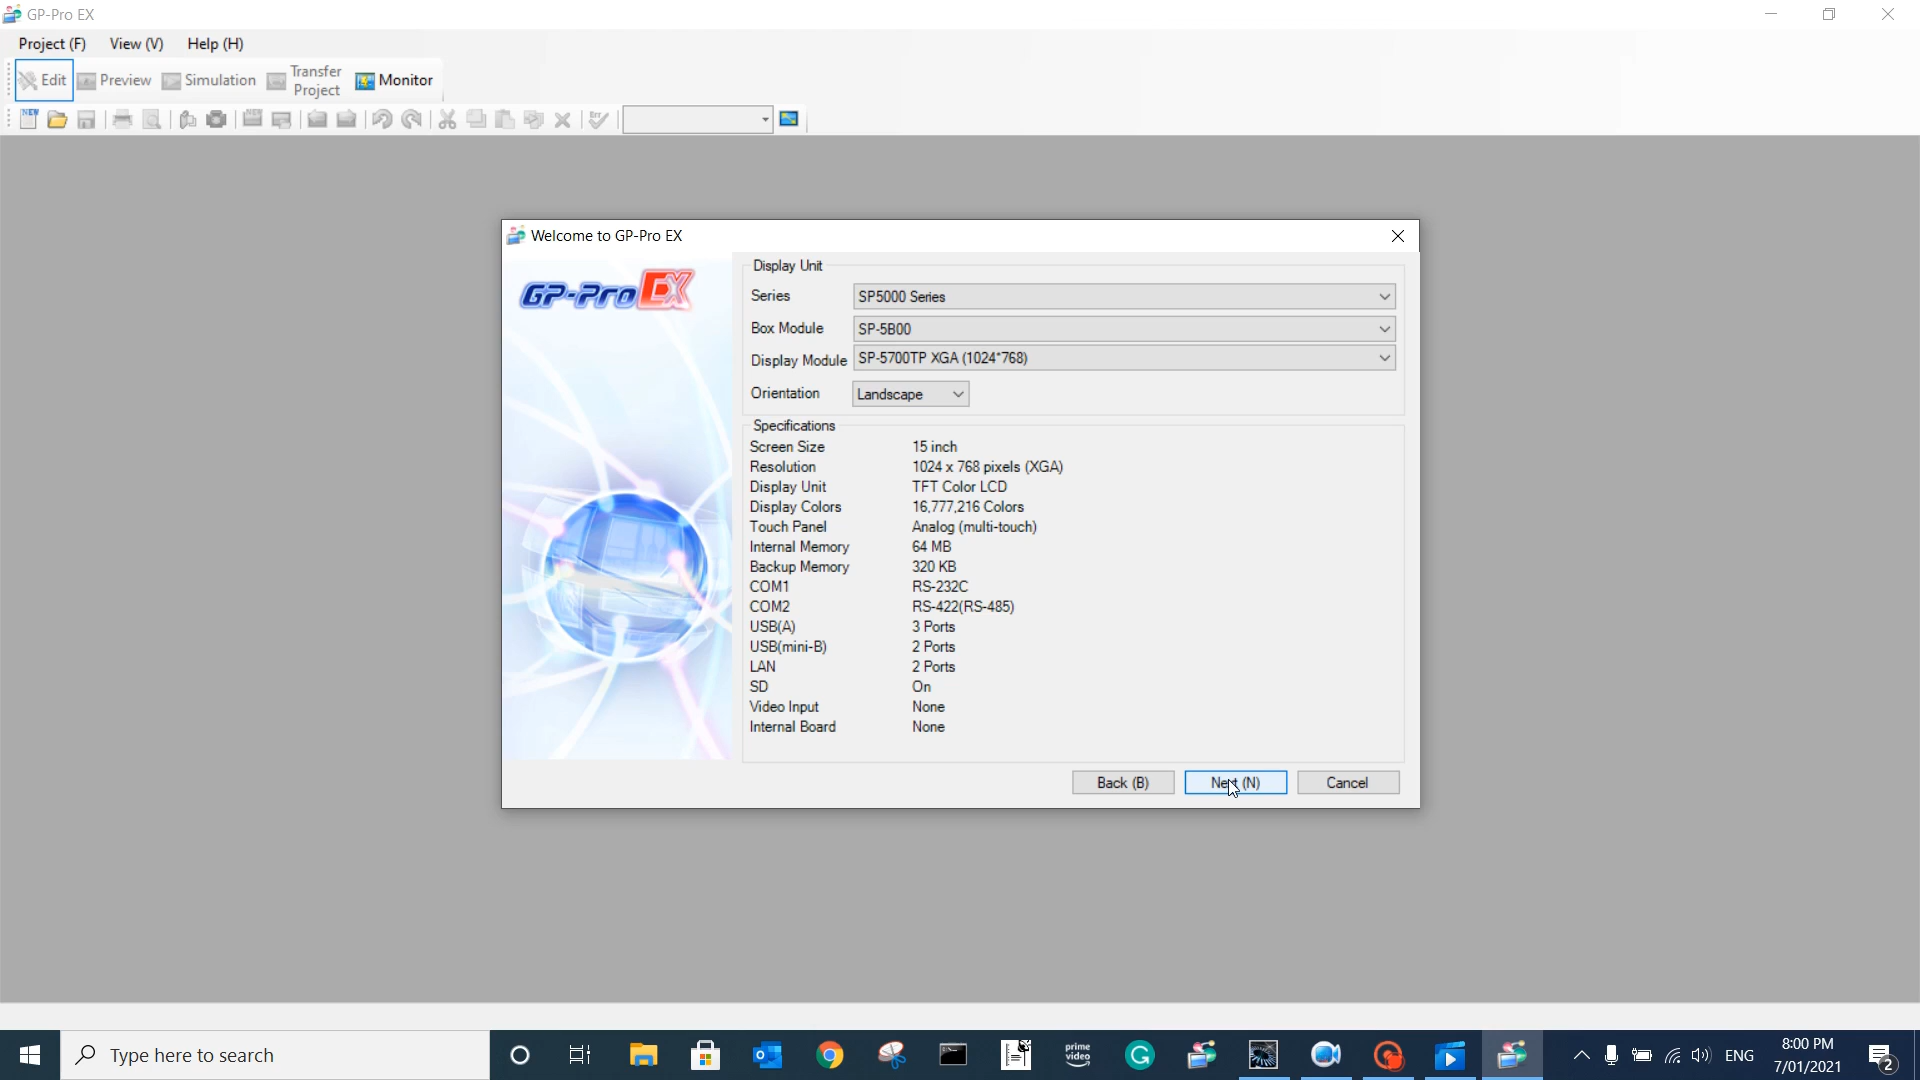 GP-Pro EX
Project (F) View (V) Help (H)
Edit Preview Simulation Transfer Project Monitor
NEW
Welcome to GP-Pro EX
GP-Pro EX
Display Unit
Series SP5000 Series
Box Module SP-5B00
Display Module SP-5700TP XGA (1024*768)
Orientation Landscape
Specifications
Screen Size 15 inch
Resolution 1024 x 768 pixels (XGA)
Display Unit TFT Color LCD
Display Colors 16,777,216 Colors
Touch Panel Analog (multi-touch)
Internal Memory 64 MB
Backup Memory 320 KB
COM1 RS-232C
COM2 RS-422(RS-485)
USB(A) 3 Ports
USB(mini-B) 2 Ports
LAN 2 Ports
SD On
Video Input None
Internal Board None
Back (B) Next (N) Cancel
Type here to search
prime video
ENG
8:00 PM
7/01/2021
2